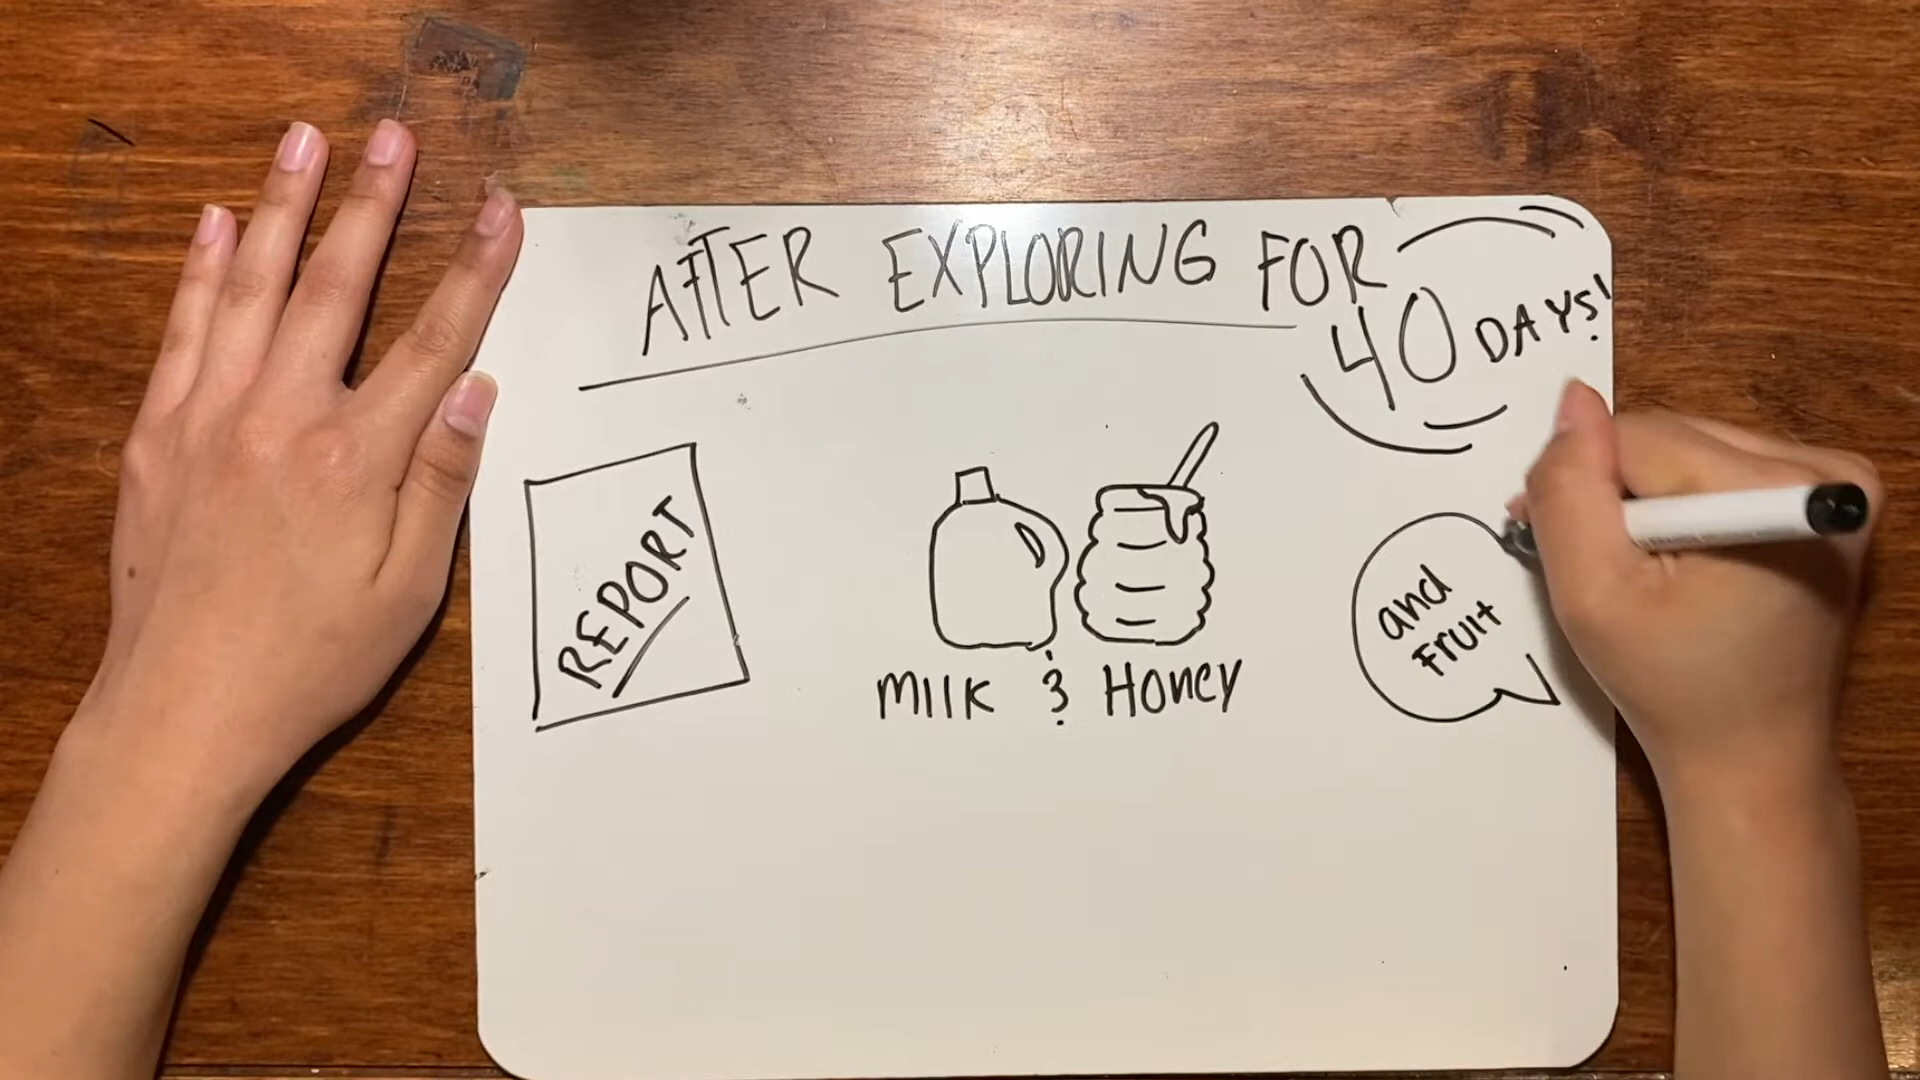 AFTER EXPLORING FOR
40 DAYS!
REPORT
Milk & Honey
and
Fruit